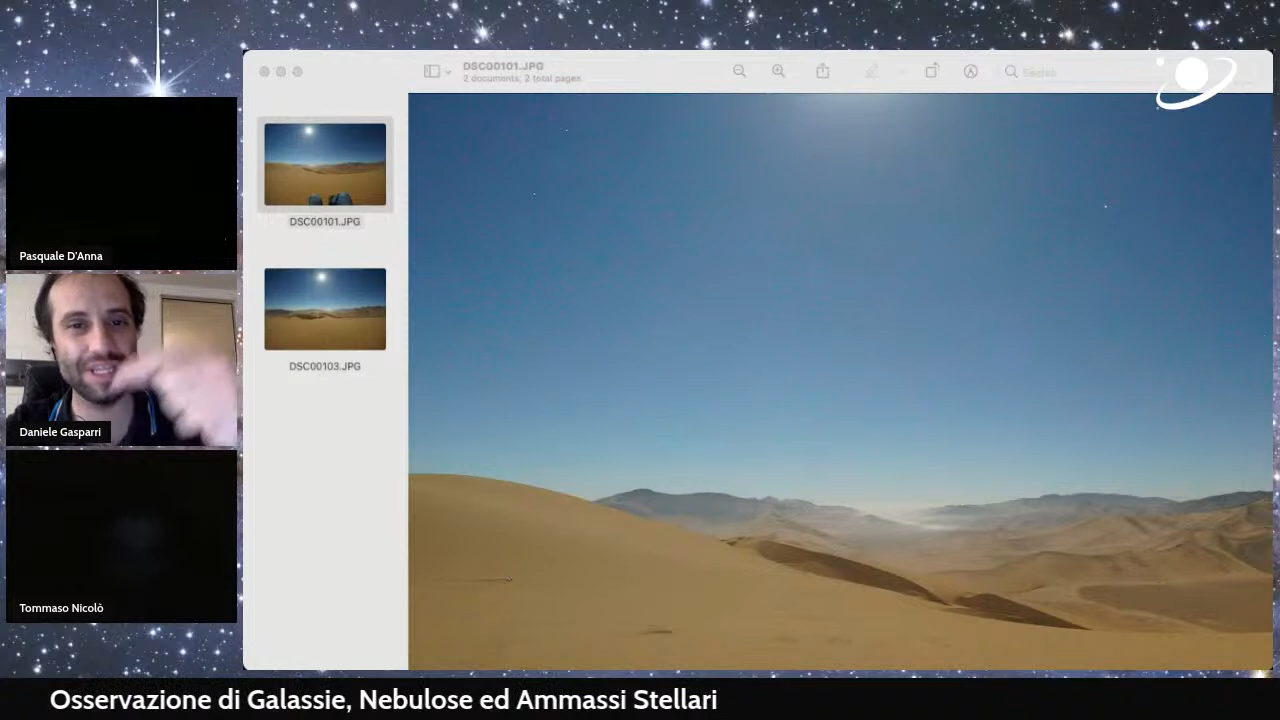 DSC00101.JPG
2 documents, 2 total pages
Search
DSC00101.JPG
DSC00103.JPG
Pasquale D'Anna
Daniele Gasparri
Tommaso Nicolò
Osservazione di Galassie, Nebulose ed Ammassi Stellari